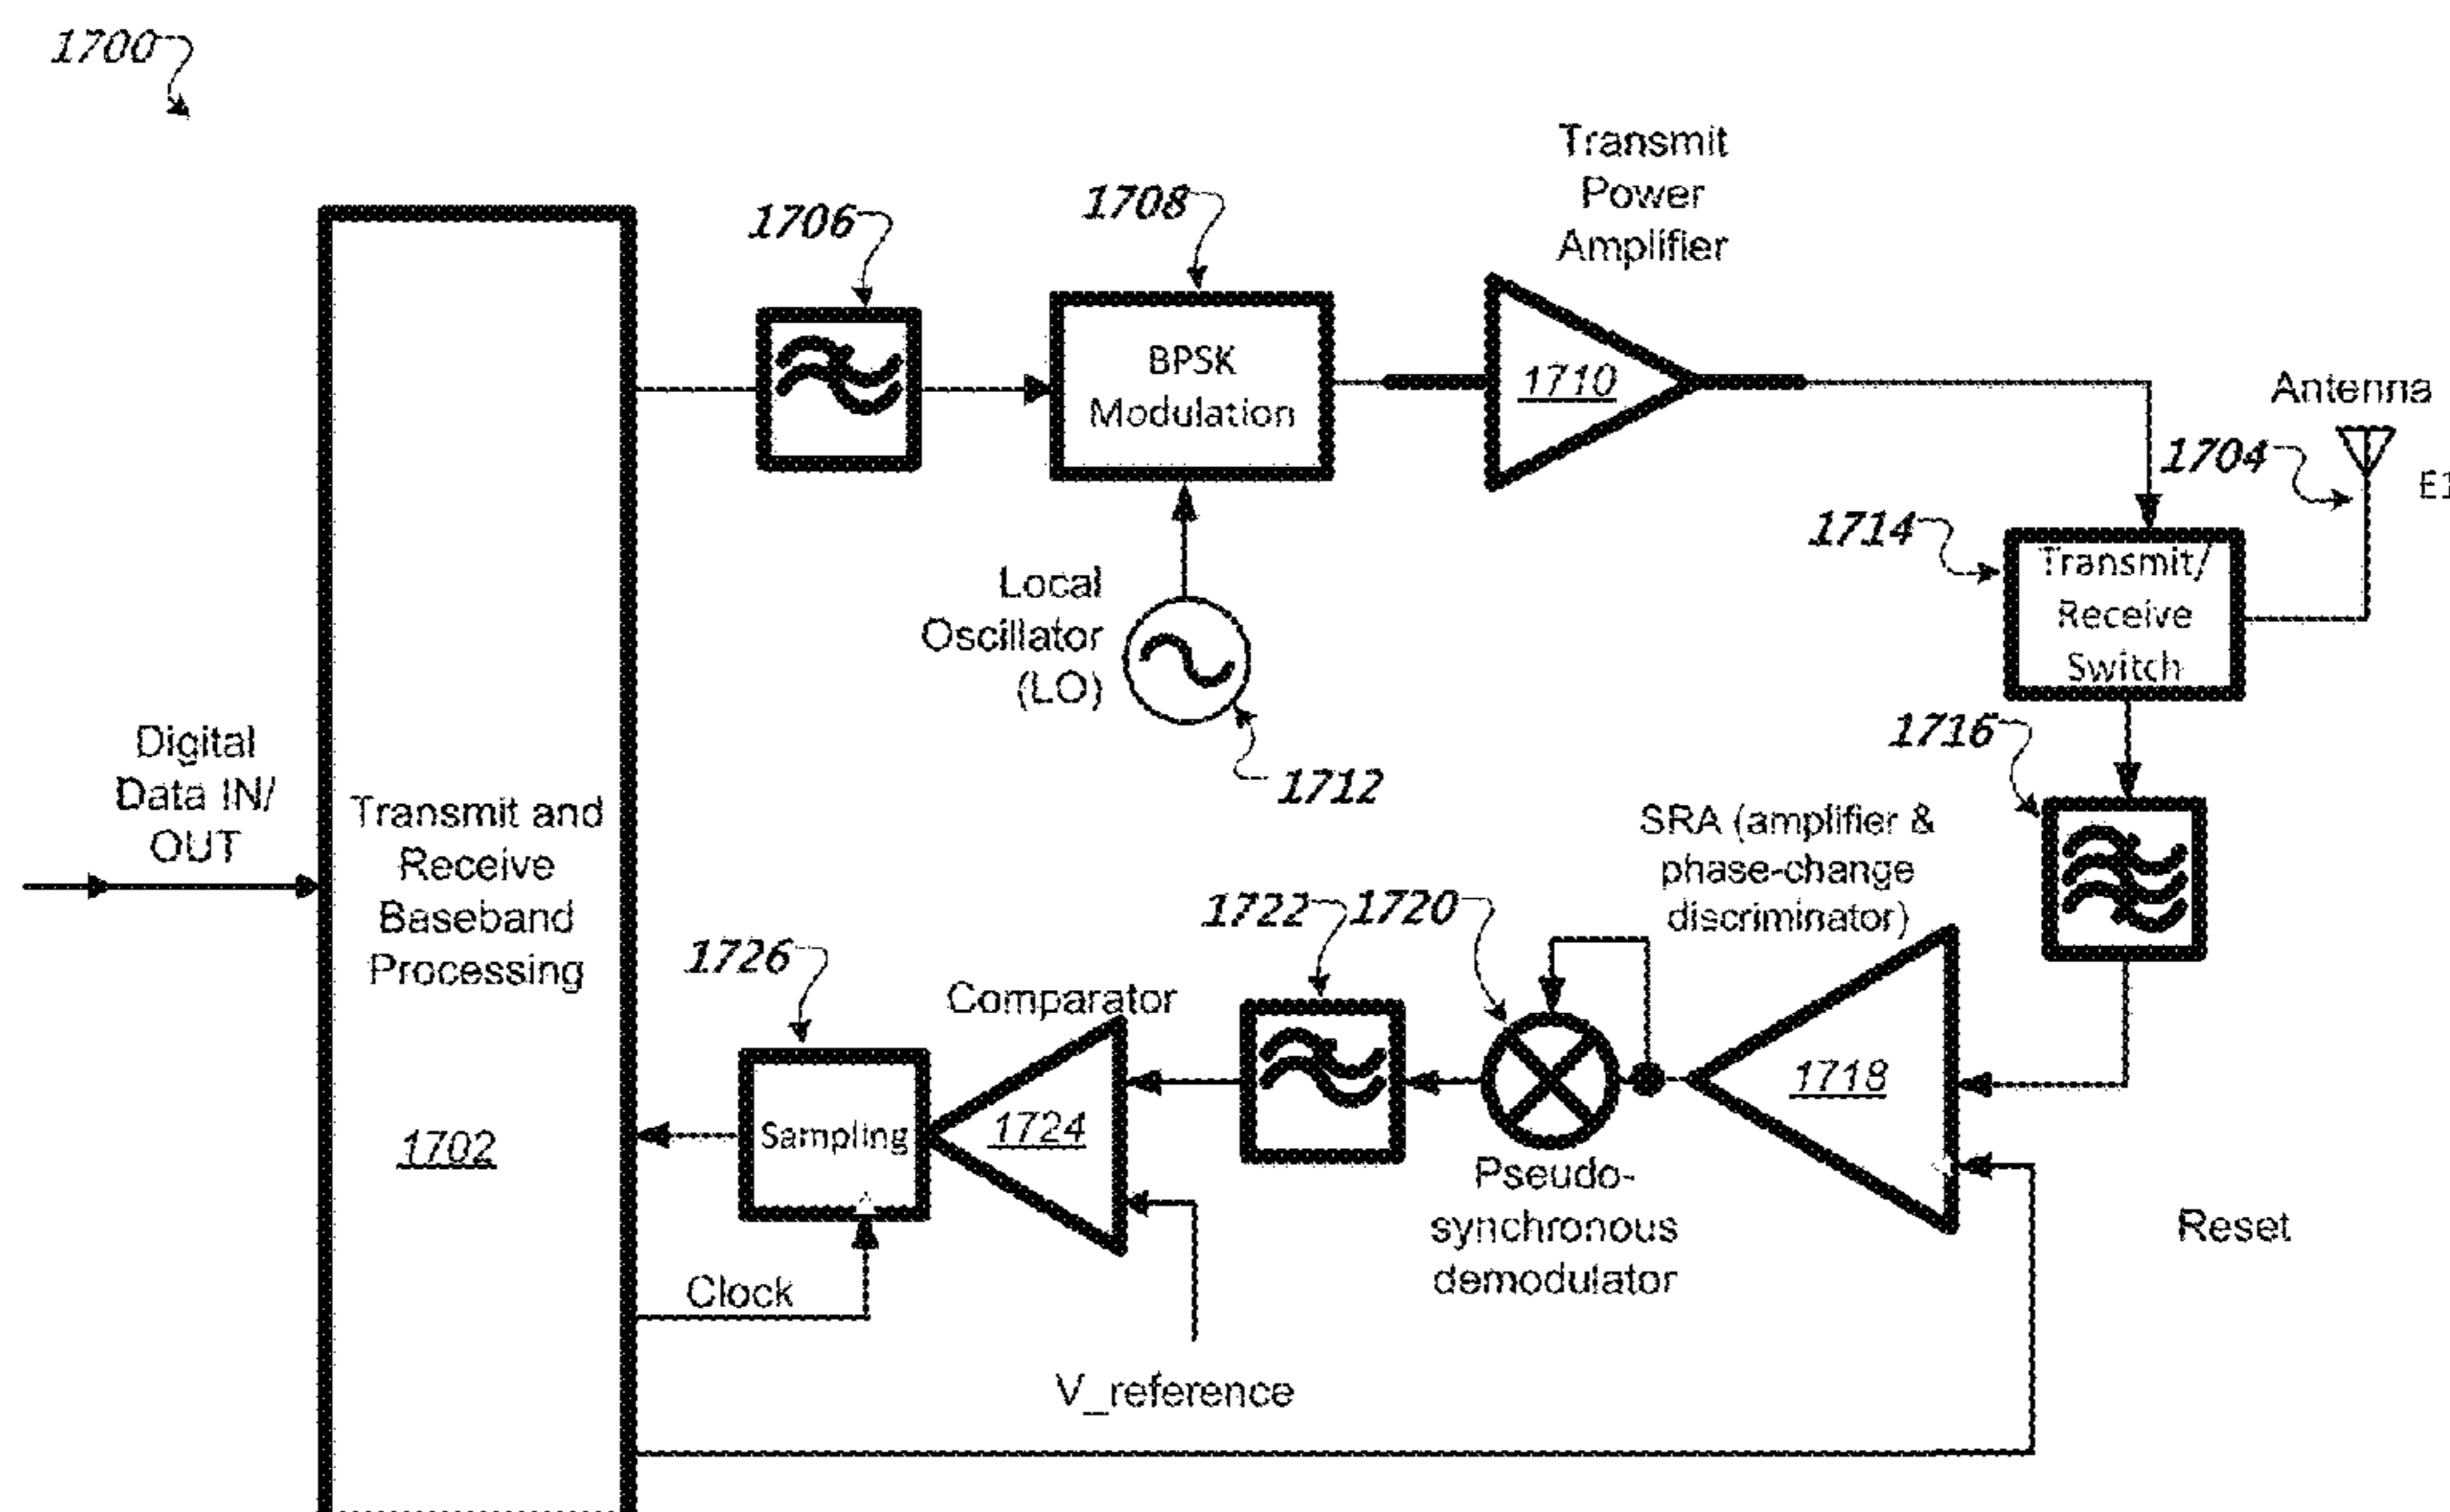 1700
Transmit
Power
Amplifier
1706
1708
BPSK
Modulation
1710
Antenna
1704
E1
1714
Transmit/
Receive
Switch
Local
Oscillator
(LO)
1712
1716
Digital
Data IN/
OUT
Transmit and
Receive
Baseband
Processing
1702
SRA (amplifier &
phase-change
discriminator)
1718
1722
1720
1726
Comparator
Sampling
1724
Pseudo-
synchronous
demodulator
Reset
Clock
V_reference